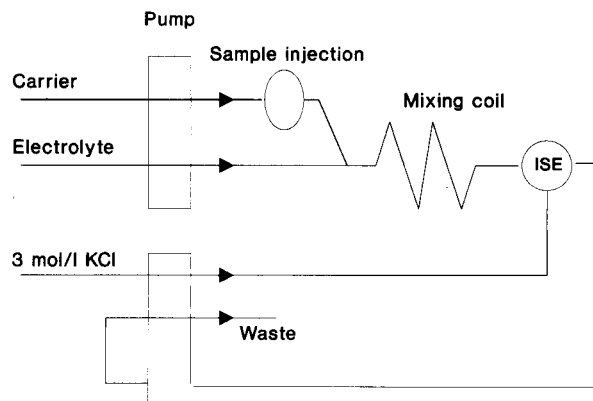 Pump
Sample injection
Carrier
Mixing coil
Electrolyte
ISE
3 mol/l KCl
Waste